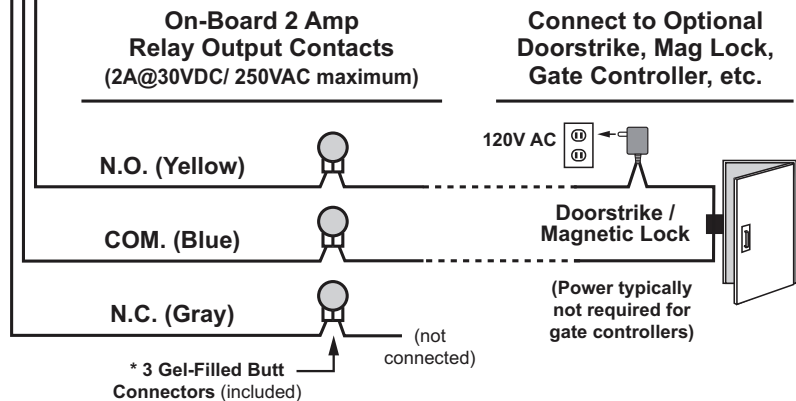 On-Board 2 Amp
Relay Output Contacts
(2A@30VDC/ 250VAC maximum)
Connect to Optional
Doorstrike, Mag Lock,
Gate Controller, etc.
120V AC
N.O. (Yellow)
Doorstrike /
Magnetic Lock
COM. (Blue)
(Power typically
not required for
gate controllers)
N.C. (Gray)
(not
connected)
* 3 Gel-Filled Butt
Connectors (included)